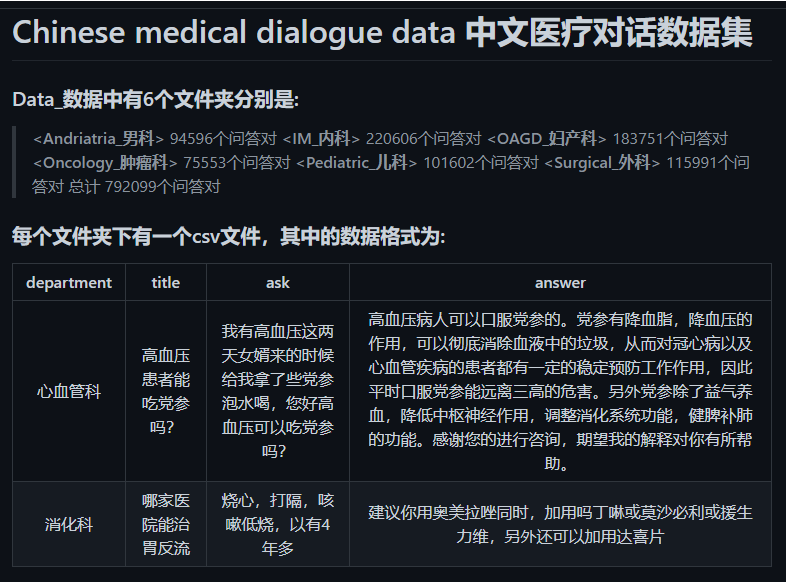 Chinese medical dialogue data 中文医疗对话数据集
Data_数据中有6个文件夹分别是:
<Andriatria_男科> 94596个问答对 <IM_内科> 220606个问答对 <OAGD_妇产科> 183751个问答对
<Oncology_肿瘤科> 75553个问答对 <Pediatric_儿科> 101602个问答对 <Surgical_外科> 115991个问
答对 总计 792099个问答对
每个文件夹下有一个csv文件，其中的数据格式为:
department
title
ask
answer
心血管科
高血压
患者能
吃党参
吗？
我有高血压这两
天女婿来的时候
给我拿了些党参
泡水喝，您好高
血压可以吃党参
吗？
高血压病人可以口服党参的。党参有降血脂，降血压的
作用，可以彻底消除血液中的垃圾，从而对冠心病以及
心血管疾病的患者都有一定的稳定预防工作作用，因此
平时口服党参能远离三高的危害。另外党参除了益气养
血，降低中枢神经作用，调整消化系统功能，健脾补肺
的功能。感谢您的进行咨询，期望我的解释对你有所帮
助。
消化科
哪家医
院能治
胃反流
烧心，打隔，咳
嗽低烧，以有4
年多
建议你用奥美拉唑同时，加用吗丁啉或莫沙必利或援生
力维，另外还可以加用达喜片